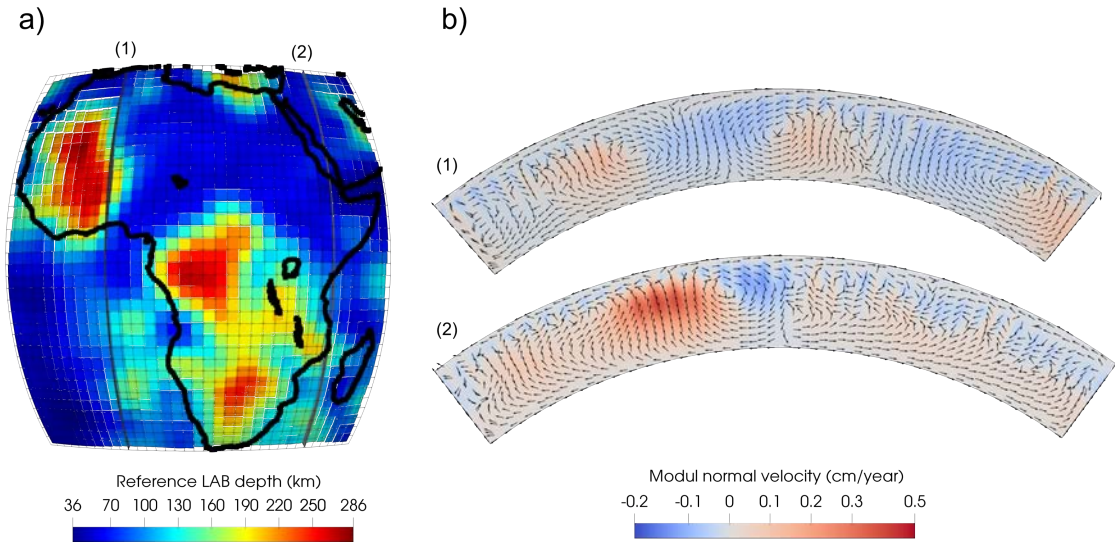 a)
b)
(1)
(2)
(1)
(2)
Reference LAB depth (km)
36 70 100 130 160 190 220 250 286
Modul normal velocity (cm/year)
-0.2 -0.1 0 0.1 0.2 0.3 0.5